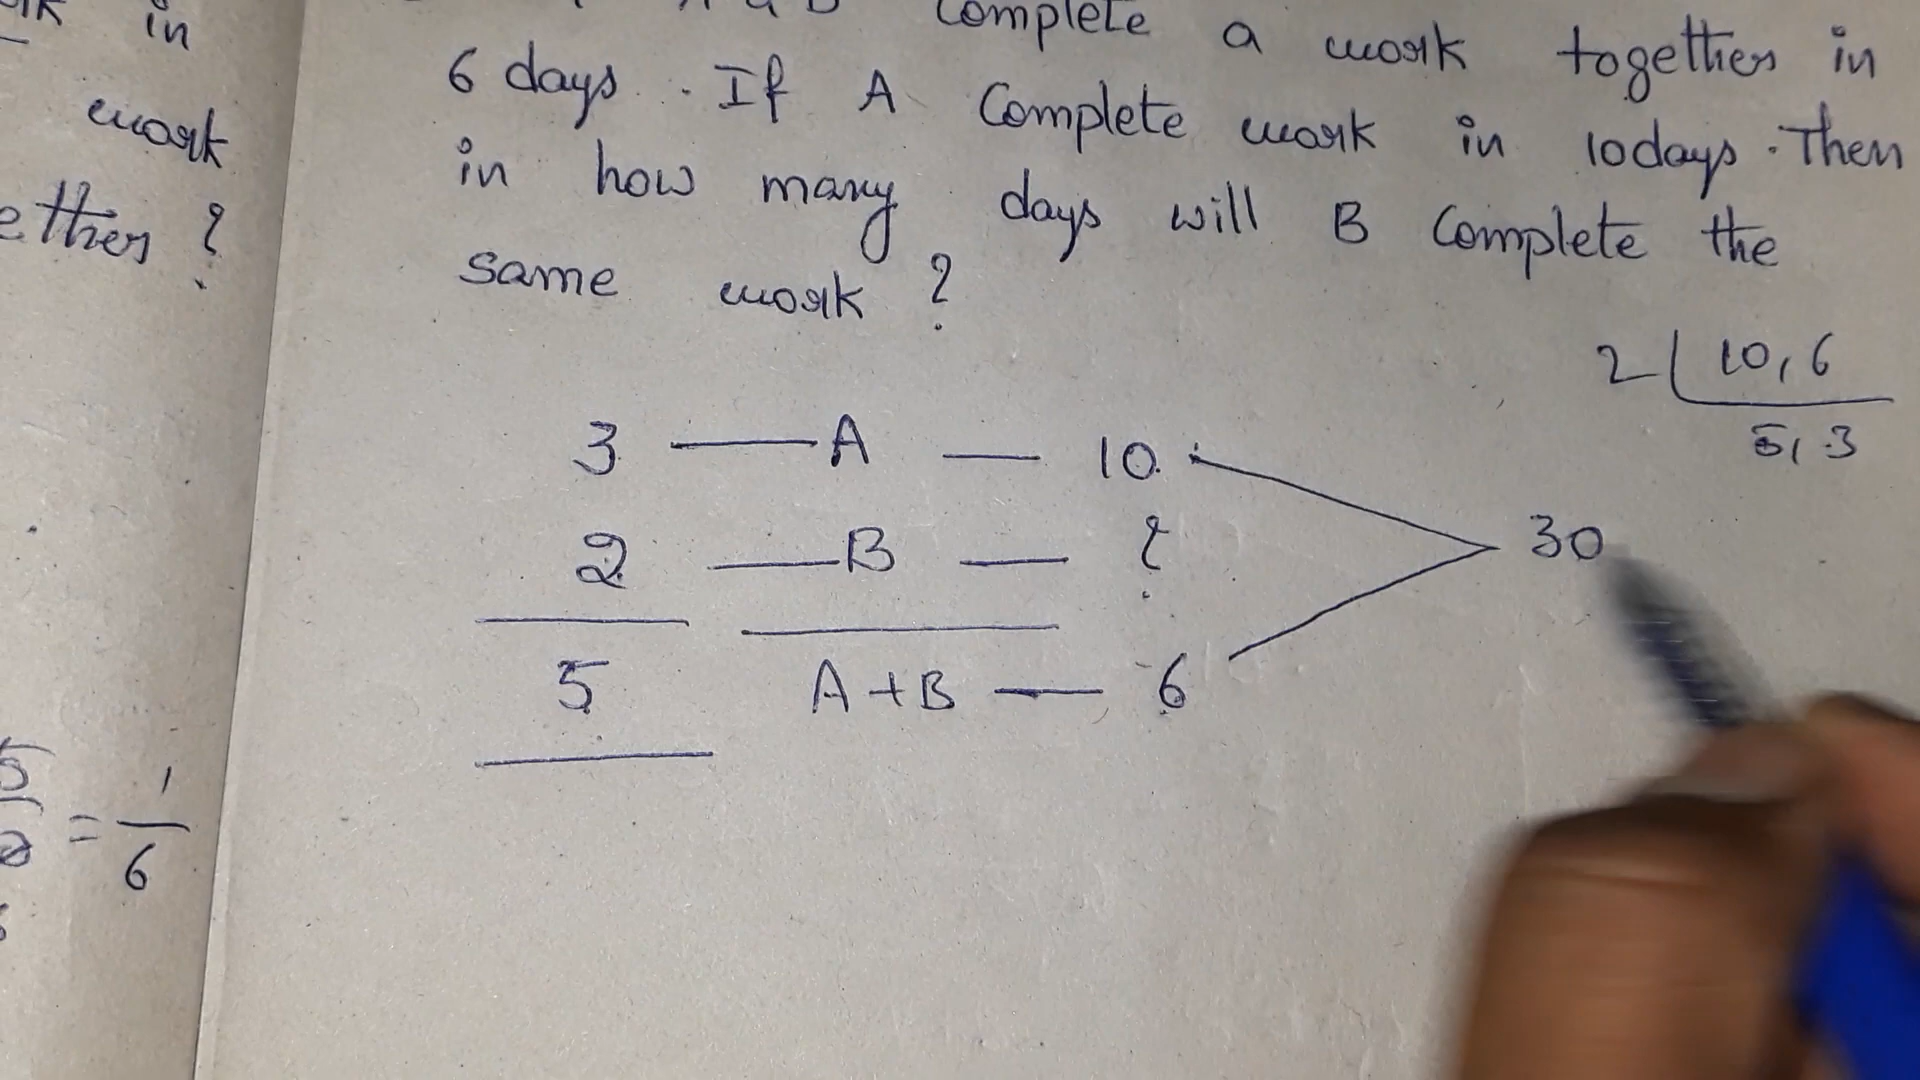 in
work
?
= 1
6
complete a work together in
6 days. If A Complete work in 10days. Then
in how many days will B Complete the
same work ?
2 10, 6
5, 3
3 — A — 10
2 — B — ?
30
5 A + B — 6